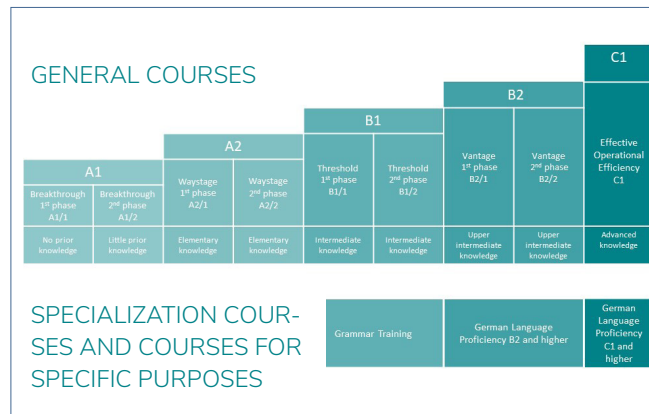 GENERAL COURSES
C1
B2
B1
A2
A1
Breakthrough
1st phase
A1/1
Breakthrough
2nd phase
A1/2
Waystage
1st phase
A2/1
Waystage
2nd phase
A2/2
Threshold
1st phase
B1/1
Threshold
2nd phase
B1/2
Vantage
1st phase
B2/1
Vantage
2nd phase
B2/2
Effective
Operational
Efficiency
C1
No prior
knowledge
Little prior
knowledge
Elementary
knowledge
Elementary
knowledge
Intermediate
knowledge
Intermediate
knowledge
Upper
intermediate
knowledge
Upper
intermediate
knowledge
Advanced
knowledge
SPECIALIZATION COUR-
SES AND COURSES FOR
SPECIFIC PURPOSES
Grammar Training
German Language
Proficiency B2 and higher
German
Language
Proficiency
C1 and
higher